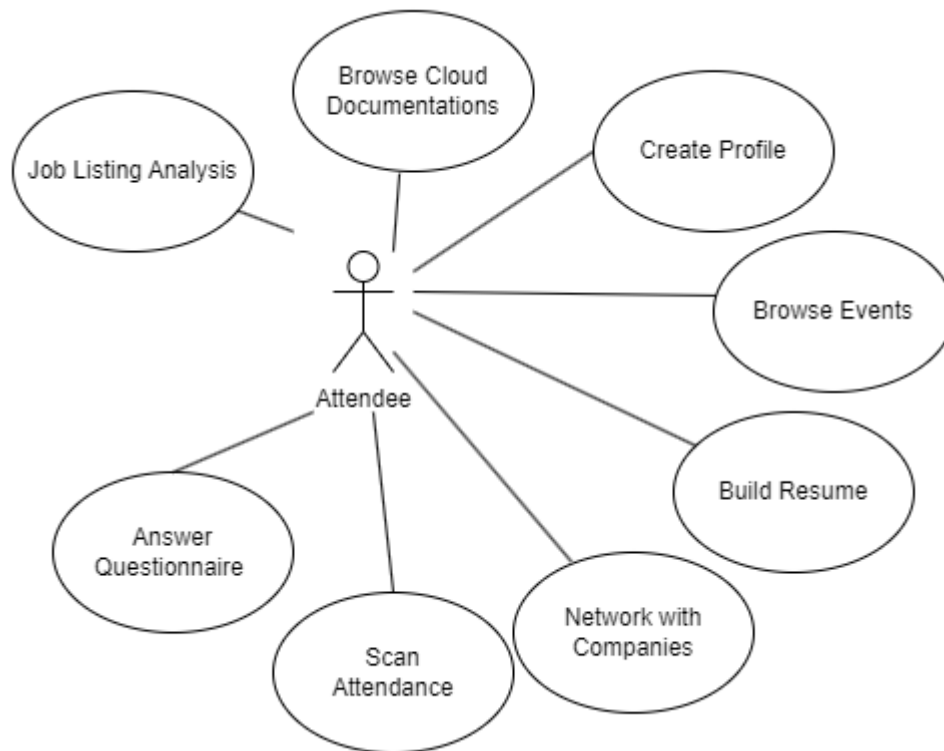 Browse Cloud
Documentations
Create Profile
Job Listing Analysis
Browse Events
Attendee
Build Resume
Answer
Questionnaire
Network with
Companies
Scan
Attendance